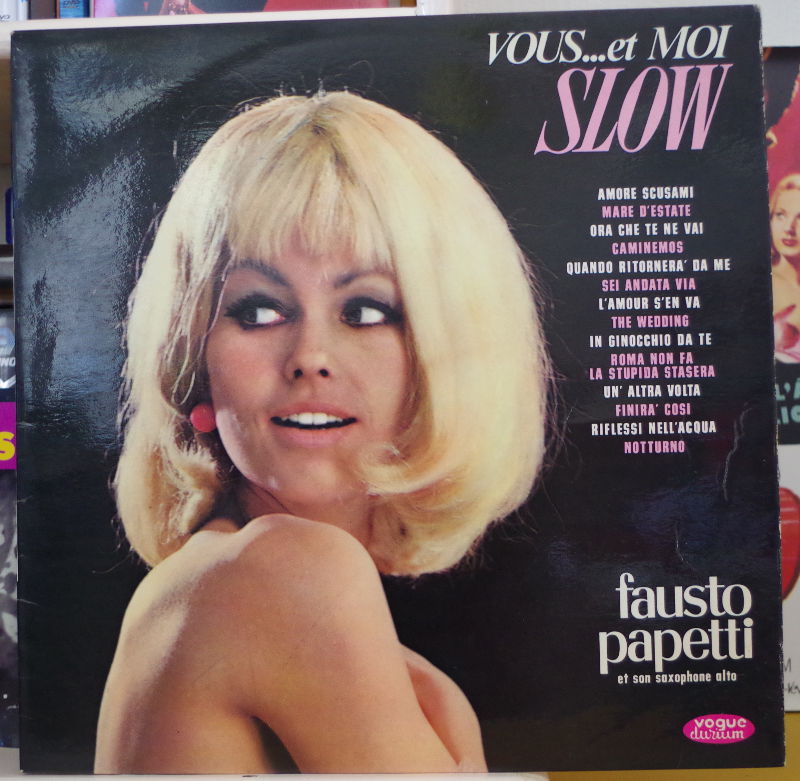 VOUS...et MOI
SLOW
AMORE SCUSAMI
MARE D'ESTATE
ORA CHE TE NE VAI
CAMINEMOS
QUANDO RITORNERA' DA ME
SEI ANDATA VIA
L'AMOUR S'EN VA
THE WEDDING
IN GINOCCHIO DA TE
ROMA NON FA
LA STUPIDA STASERA
UN' ALTRA VOLTA
FINIRA' COSI
RIFLESSI NELL'ACQUA
NOTTURNO
fausto
papetti
et son saxophone alto
vogue
durium